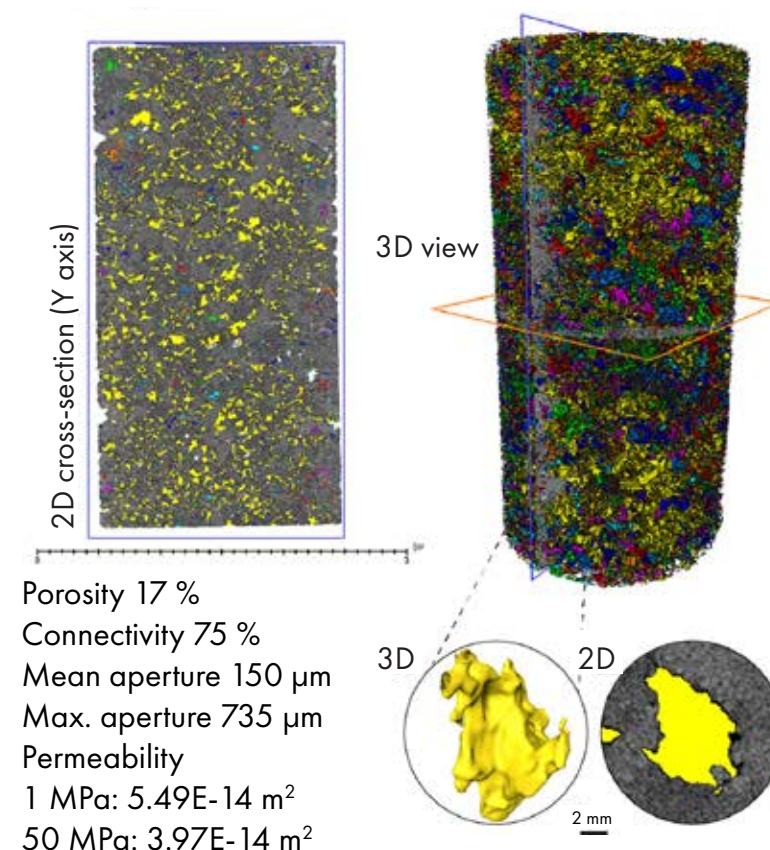 2D cross-section (Y axis)
3D view
Porosity 17 %
Connectivity 75 %
Mean aperture 150 µm
Max. aperture 735 µm
Permeability
1 MPa: 5.49E-14 m²
50 MPa: 3.97E-14 m²
3D
2D
2 mm